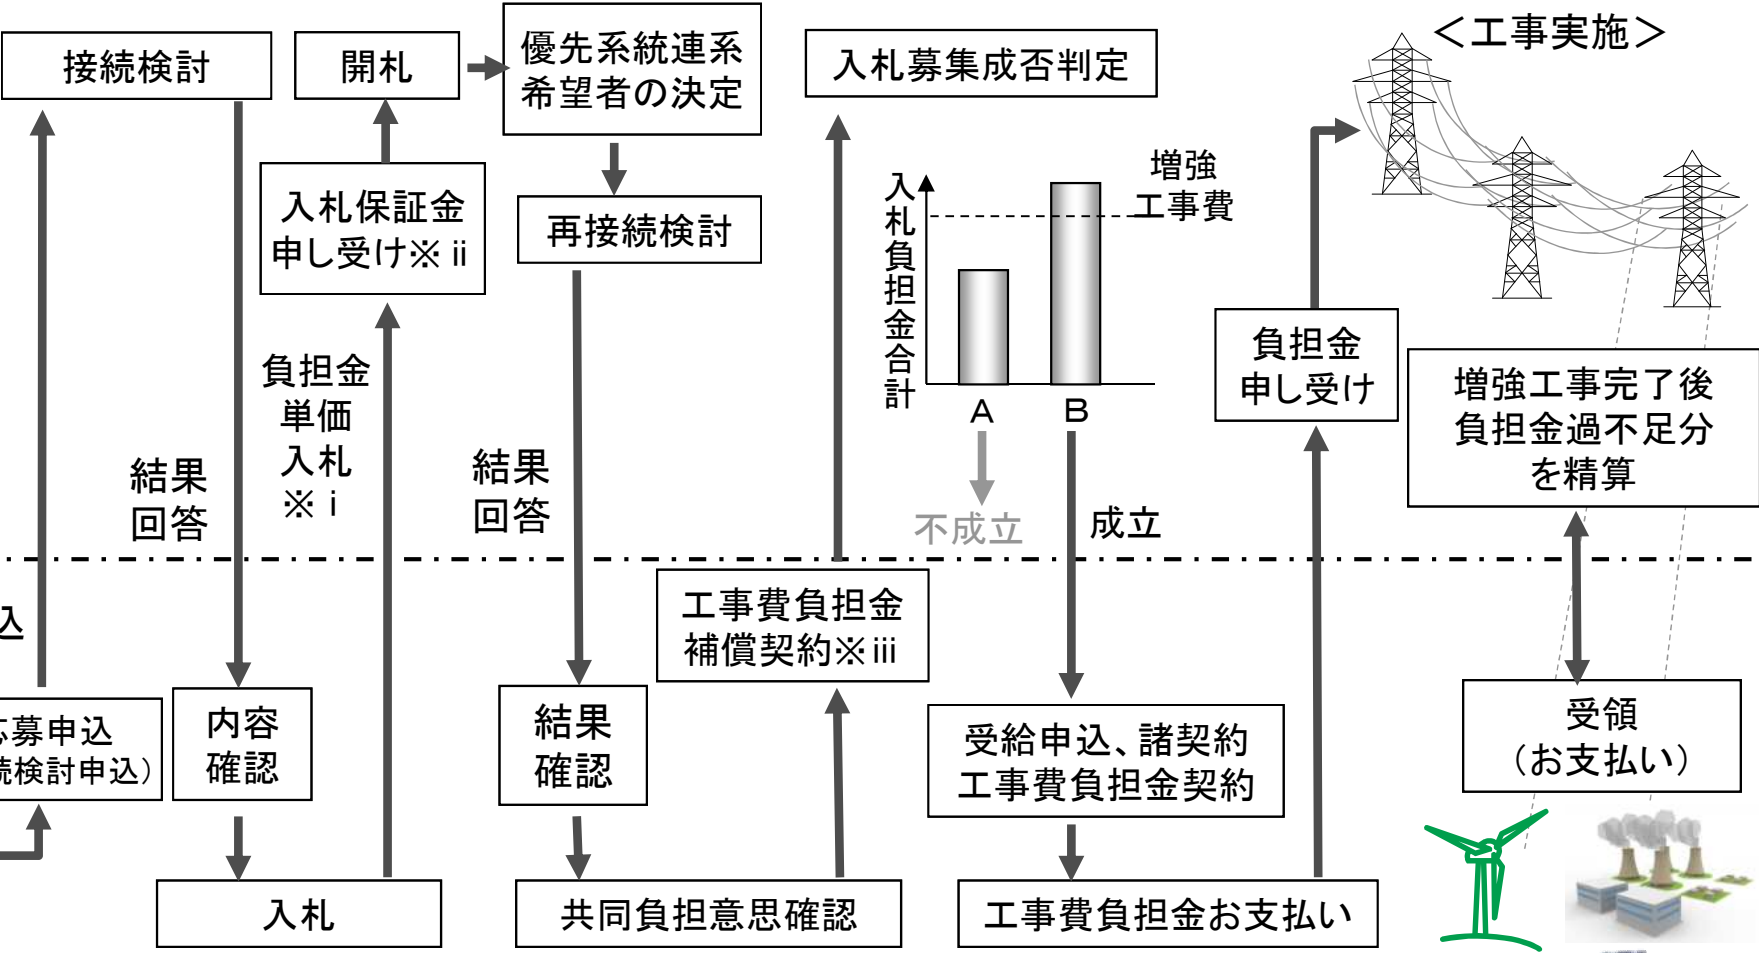 接続検討
開札
優先系統連系
希望者の決定
入札募集成否判定
＜工事実施＞
入札保証金
申し受け※ⅱ
再接続検討
入札負担金合計
増強
工事費
A
B
不成立
成立
負担金
申し受け
増強工事完了後
負担金過不足分
を精算
負担金
単価
入札
※ⅰ
結果
回答
結果
回答
込
工事費負担金
補償契約※ⅲ
募申込
検討申込）
内容
確認
結果
確認
受給申込、諸契約
工事費負担金契約
受領
（お支払い）
入札
共同負担意思確認
工事費負担金お支払い